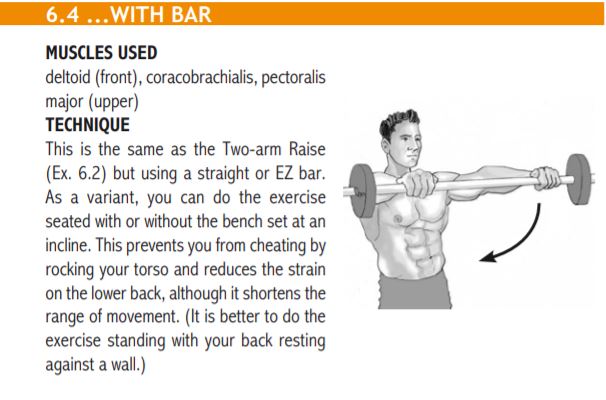 6.4 ...WITH BAR
MUSCLES USED
deltoid (front), coracobrachialis, pectoralis
major (upper)
TECHNIQUE
This is the same as the Two-arm Raise
(Ex. 6.2) but using a straight or EZ bar.
As a variant, you can do the exercise
seated with or without the bench set at an
incline. This prevents you from cheating by
rocking your torso and reduces the strain
on the lower back, although it shortens the
range of movement. (It is better to do the
exercise standing with your back resting
against a wall.)